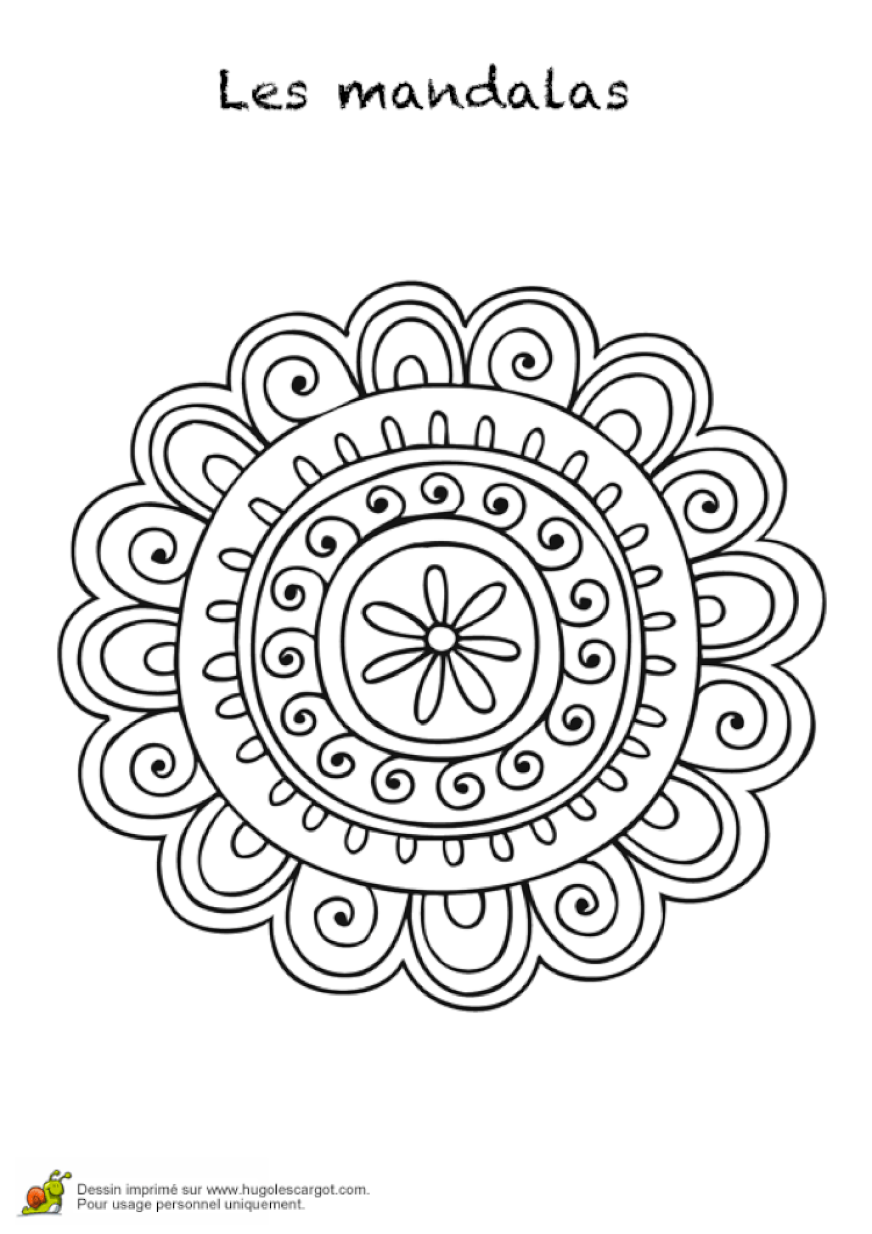 Les mandalas
Dessin imprimé sur www.hugolescargot.com.
Pour usage personnel uniquement.